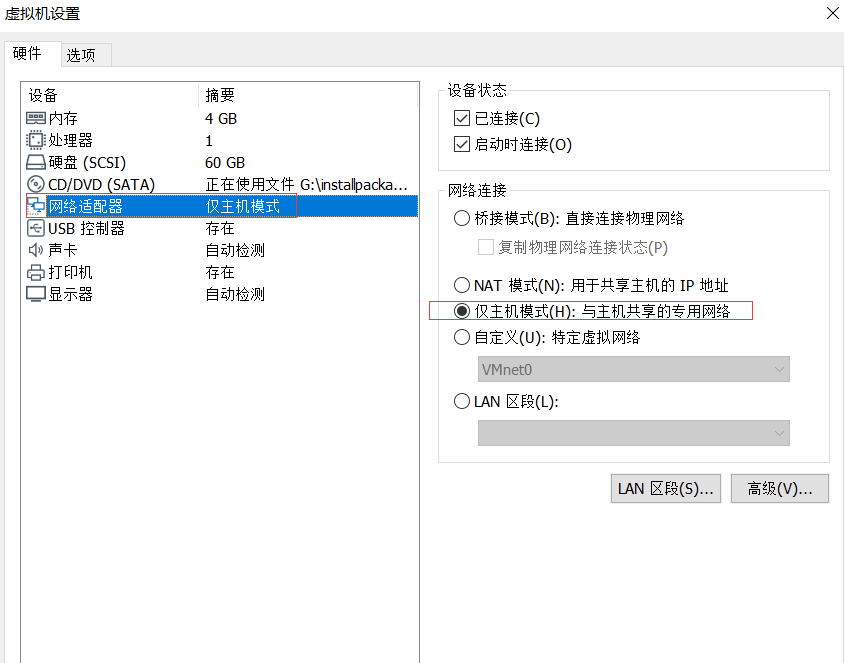 虚拟机设置
硬件 选项
设备 摘要
内存 4 GB
处理器 1
硬盘 (SCSI) 60 GB
CD/DVD (SATA) 正在使用文件 G:\installpacka...
网络适配器 仅主机模式
USB 控制器 存在
声卡 自动检测
打印机 存在
显示器 自动检测
设备状态
已连接(C)
启动时连接(O)
网络连接
桥接模式(B): 直接连接物理网络
复制物理网络连接状态(P)
NAT 模式(N): 用于共享主机的 IP 地址
仅主机模式(H): 与主机共享的专用网络
自定义(U): 特定虚拟网络
VMnet0
LAN 区段(L):
LAN 区段(S)... 高级(V)...